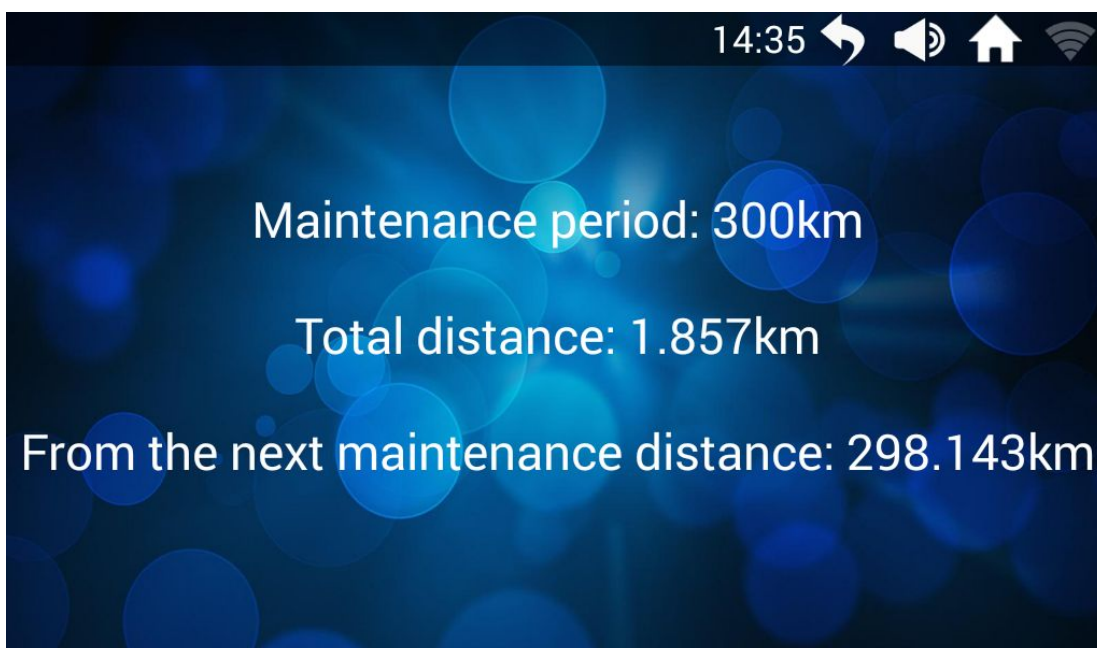 14:35
Maintenance period: 300km
Total distance: 1.857km
From the next maintenance distance: 298.143km